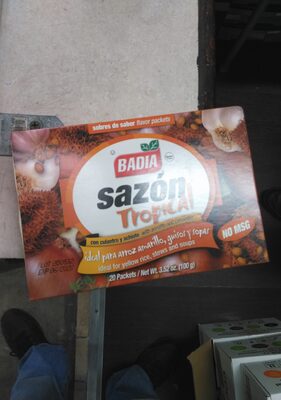 sobres de sabor flavor packets
BADIA
sazón
Tropical
con culantro y achiote
ideal para arroz amarillo, guisos y sopas
ideal for yellow rice, stews and soups
NO MSG
20 Packets / Net Wt. 3.52 oz. (100 g)